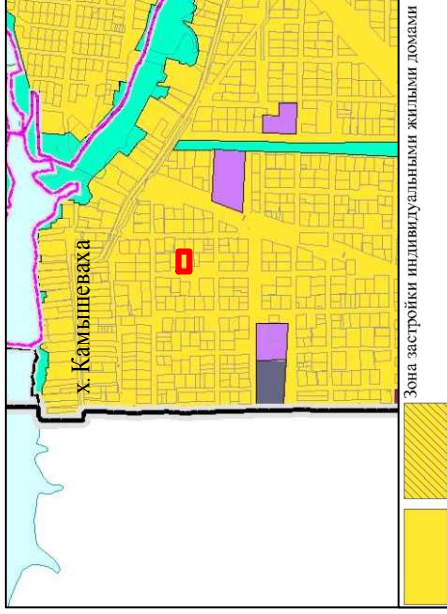 х. Камышеваха
Зона застройки индивидуальными жилыми домами